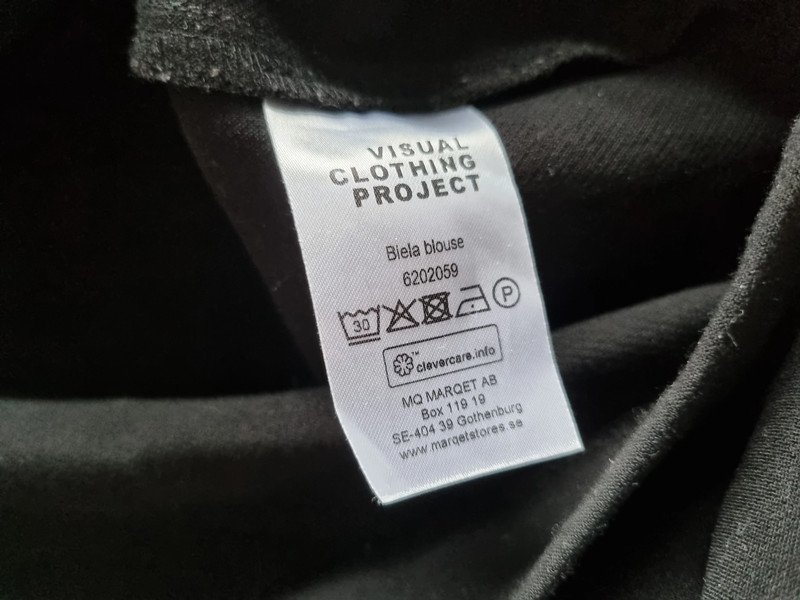 VISUAL
CLOTHING
PROJECT
Biela blouse
6202059
30 P
clevercare.info
MQ MARQET AB
Box 119 19
SE-404 39 Gothenburg
www.marqetstores.se